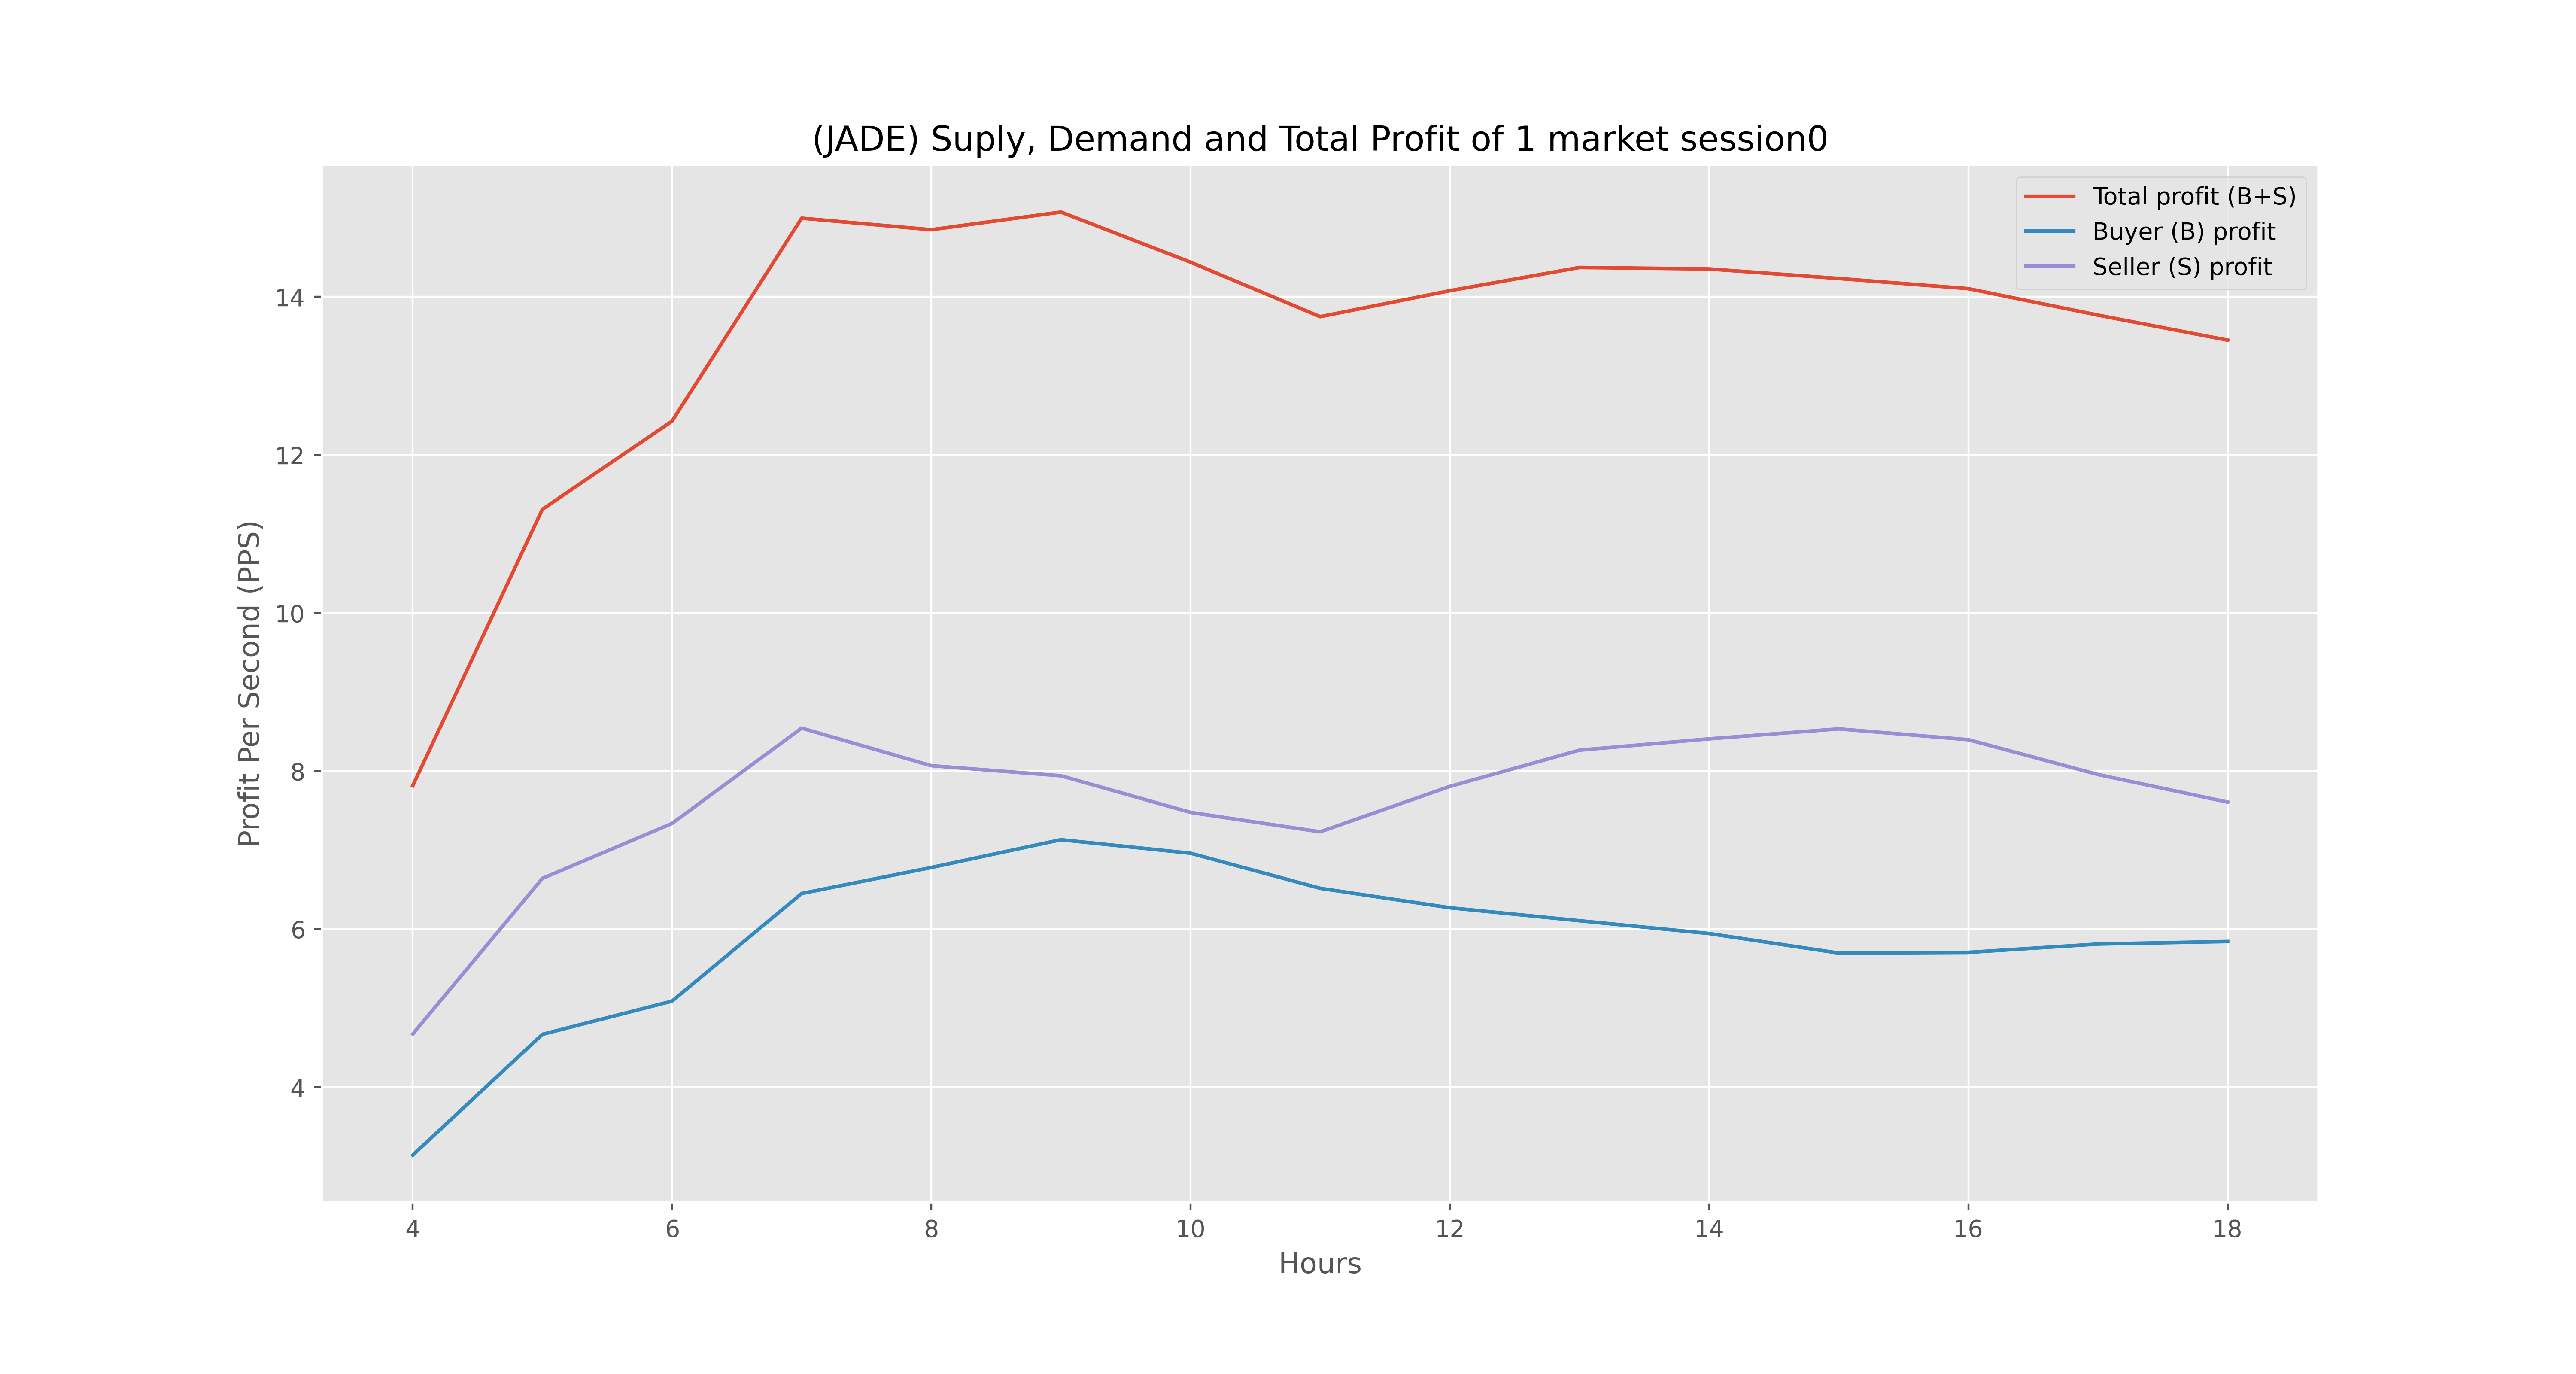 (JADE) Suply, Demand and Total Profit of 1 market session0
Total profit (B+S)
Buyer (B) profit
Seller (S) profit
14
12
10
8
6
4
Profit Per Second (PPS)
4 6 8 10 12 14 16 18
Hours